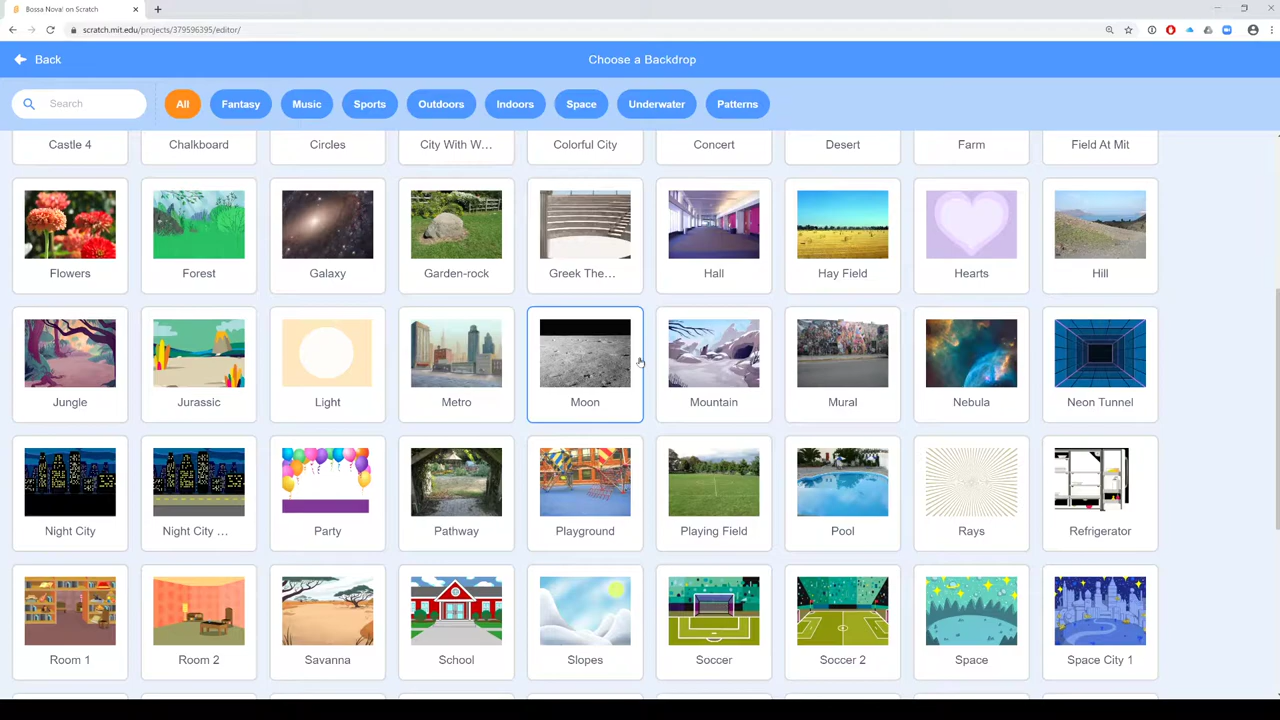 Bossa Nova! on Scratch
scratch.mit.edu/projects/379596395/editor/
Back
Choose a Backdrop
Search
All
Fantasy
Music
Sports
Outdoors
Indoors
Space
Underwater
Patterns
Castle 4
Chalkboard
Circles
City With W...
Colorful City
Concert
Desert
Farm
Field At Mit
Flowers
Forest
Galaxy
Garden-rock
Greek The...
Hall
Hay Field
Hearts
Hill
Jungle
Jurassic
Light
Metro
Moon
Mountain
Mural
Nebula
Neon Tunnel
Night City
Night City ...
Party
Pathway
Playground
Playing Field
Pool
Rays
Refrigerator
Room 1
Room 2
Savanna
School
Slopes
Soccer
Soccer 2
Space
Space City 1